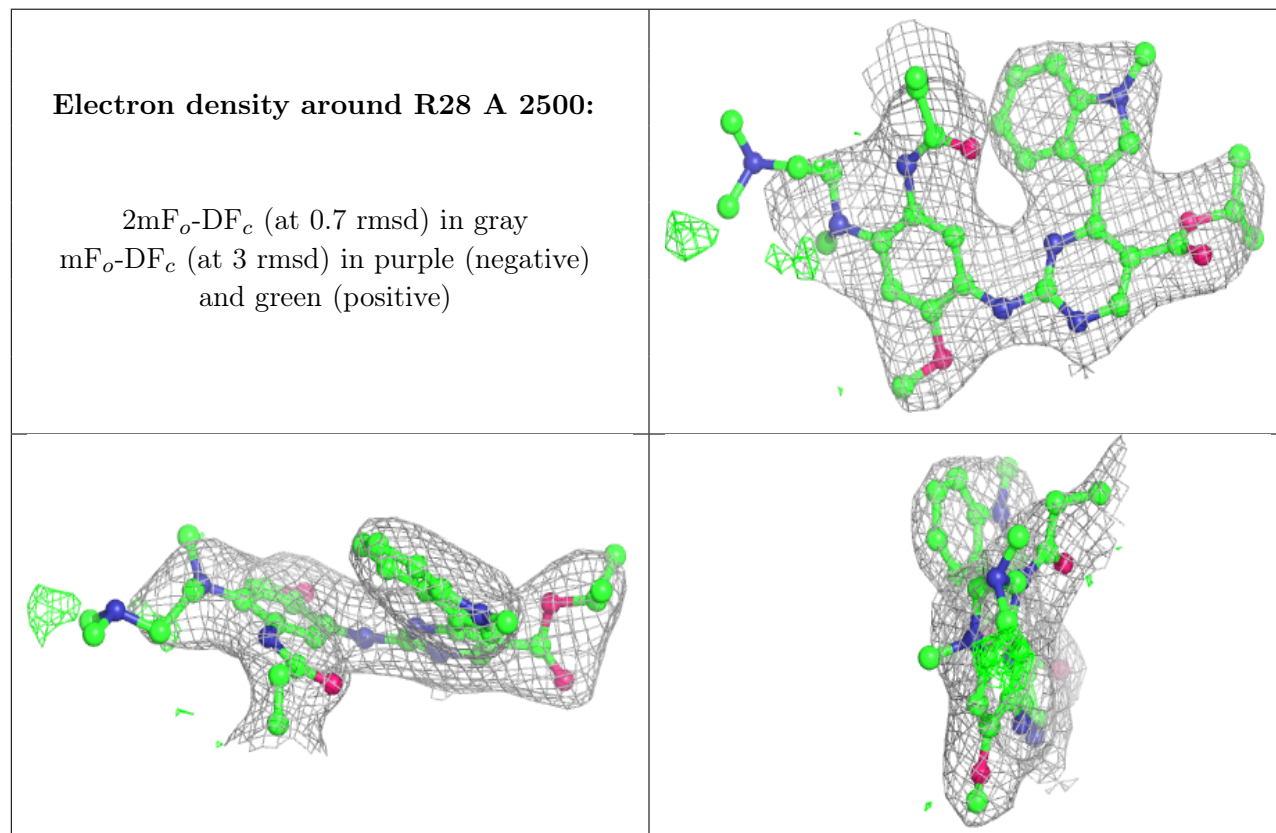 Electron density around R28 A 2500:
2mFo-DFc (at 0.7 rmsd) in gray
mFo-DFc (at 3 rmsd) in purple (negative)
and green (positive)